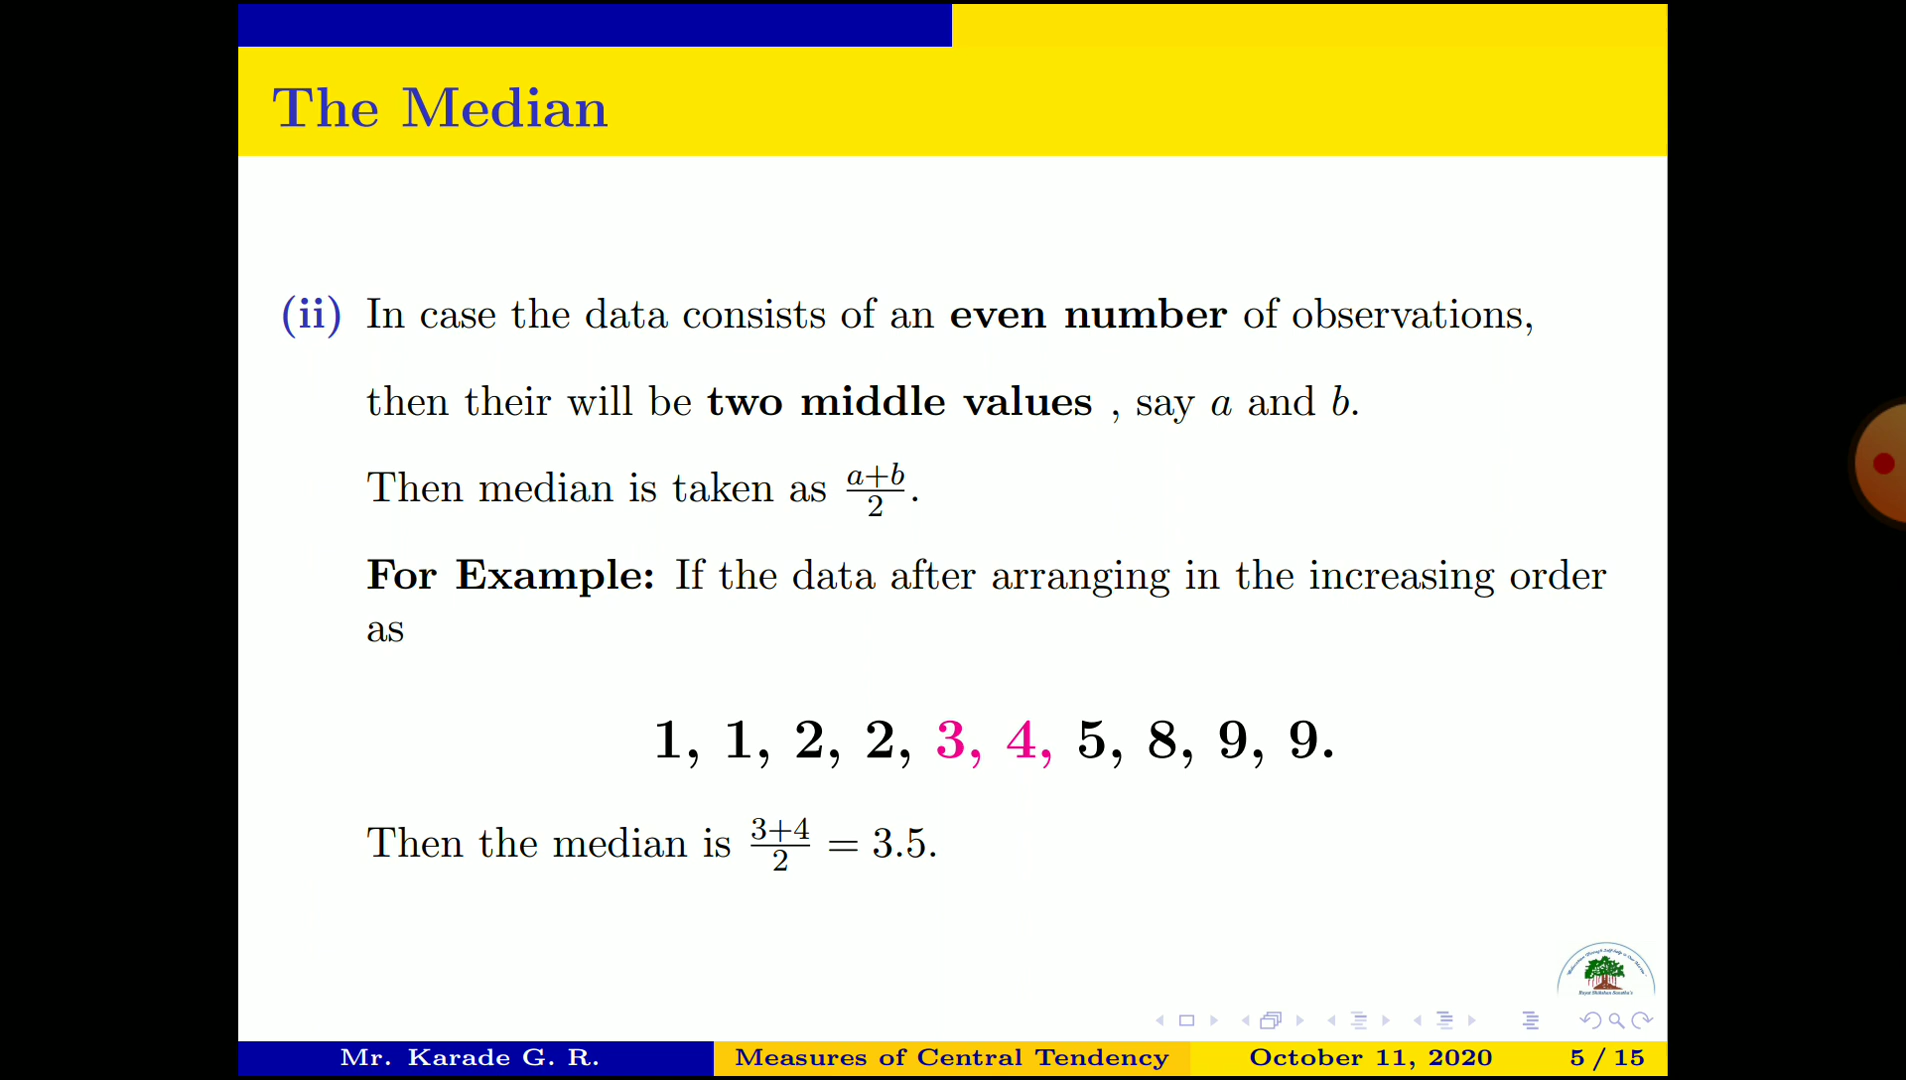 The Median
(ii) In case the data consists of an even number of observations,
then their will be two middle values , say a and b.
Then median is taken as \frac{a+b}{2}.
For Example: If the data after arranging in the increasing order
as
1, 1, 2, 2, 3, 4, 5, 8, 9, 9.
Then the median is \frac{3+4}{2} = 3.5.
Mr. Karade G. R. Measures of Central Tendency October 11, 2020 5 / 15